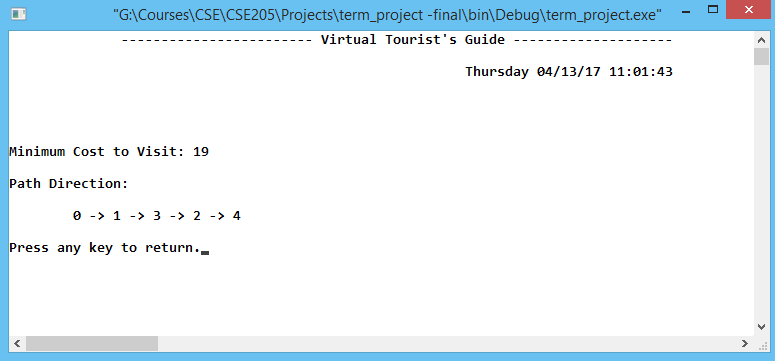 "G:\Courses\CSE\CSE205\Projects\term_project -final\bin\Debug\term_project.exe"
------------------------ Virtual Tourist's Guide --------------------
Thursday 04/13/17 11:01:43
Minimum Cost to Visit: 19
Path Direction:
0 -> 1 -> 3 -> 2 -> 4
Press any key to return.